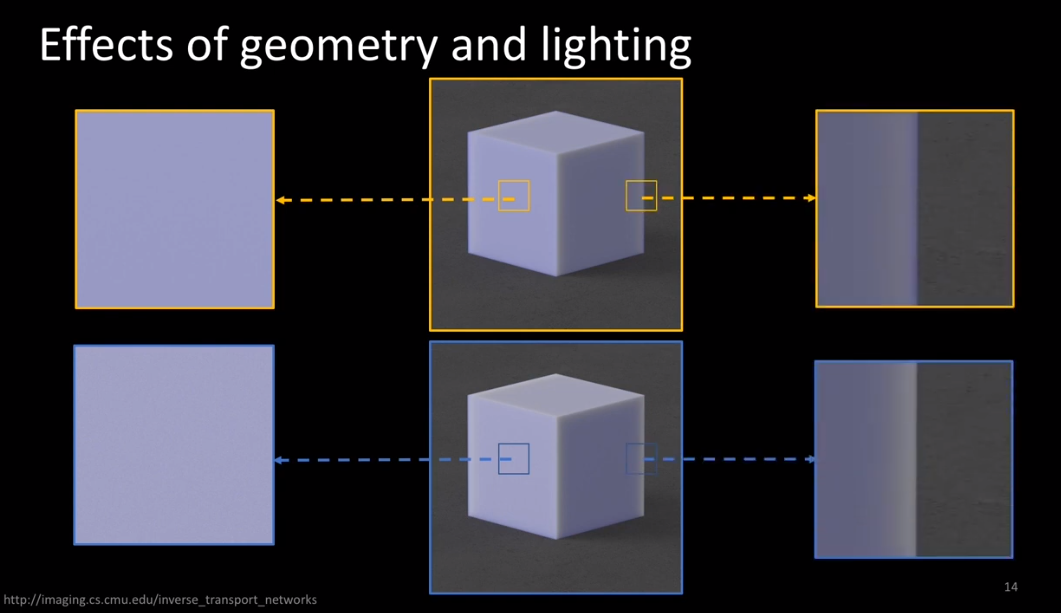 Effects of geometry and lighting
14
http://imaging.cs.cmu.edu/inverse_transport_networks